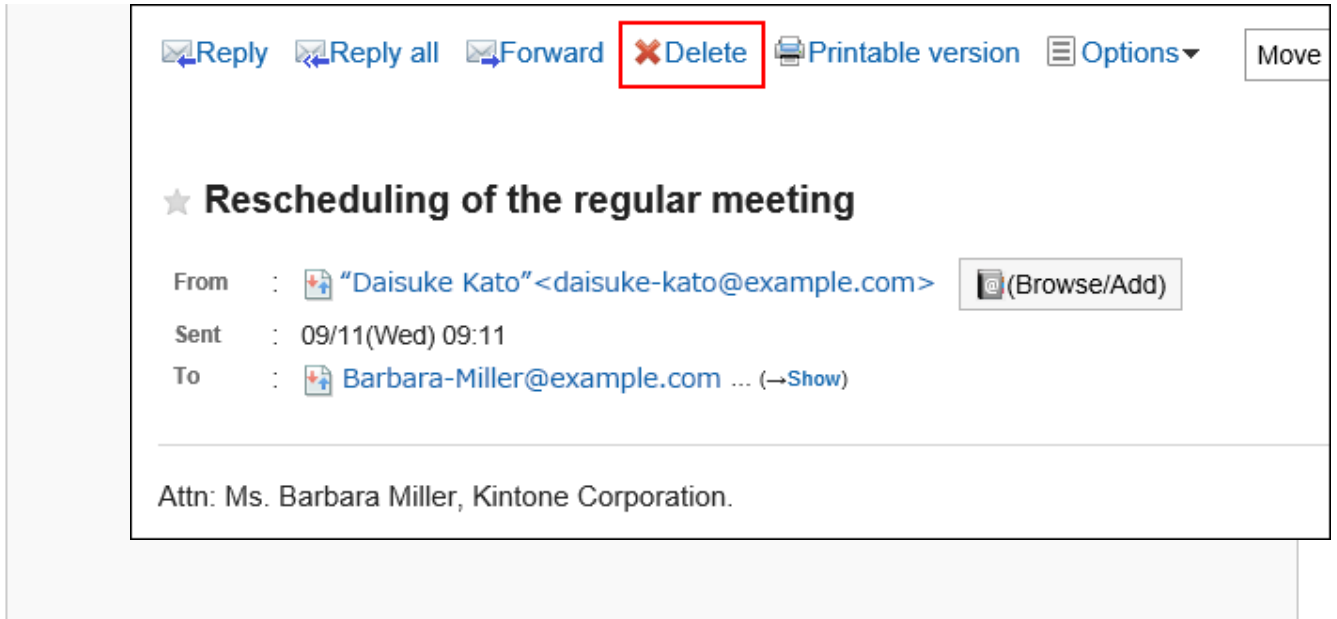 Reply Reply all Forward Delete Printable version Options Move
Rescheduling of the regular meeting
From : “Daisuke Kato”<daisuke-kato@example.com> (Browse/Add)
Sent : 09/11(Wed) 09:11
To : Barbara-Miller@example.com ... (→Show)
Attn: Ms. Barbara Miller, Kintone Corporation.